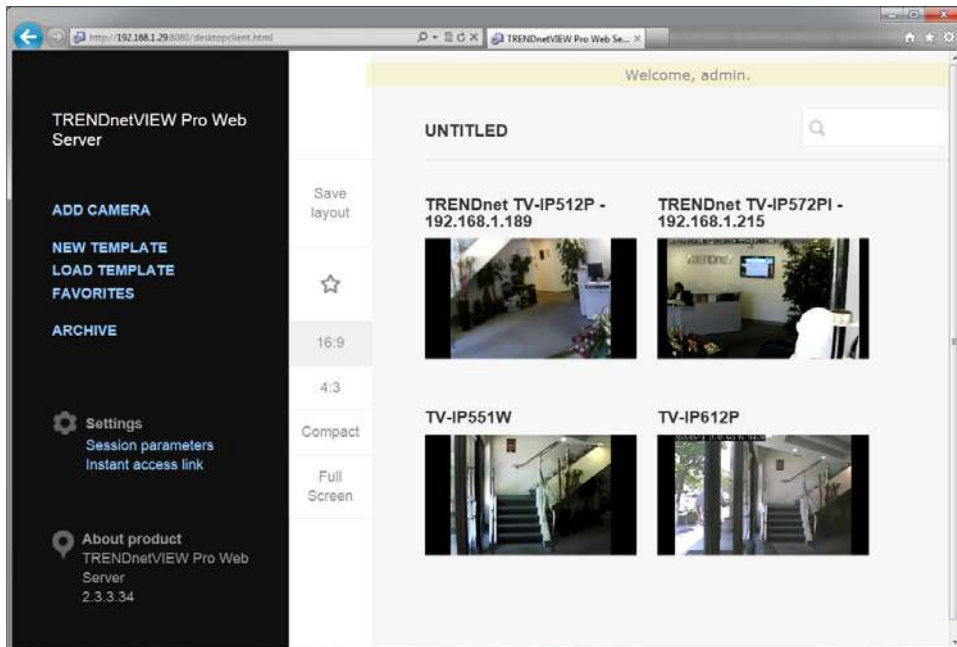 http://192.168.1.29:8080/desktopclient.html
TRENDnetVIEW Pro Web Se...
Welcome, admin.
TRENDnetVIEW Pro Web
Server
ADD CAMERA
NEW TEMPLATE
LOAD TEMPLATE
FAVORITES
ARCHIVE
Settings
Session parameters
Instant access link
About product
TRENDnetVIEW Pro Web
Server
2.3.3.34
Save
layout
16:9
4:3
Compact
Full
Screen
UNTITLED
TRENDnet TV-IP512P -
192.168.1.189
TRENDnet TV-IP572PI -
192.168.1.215
TRENDnet
TV-IP551W
TV-IP612P